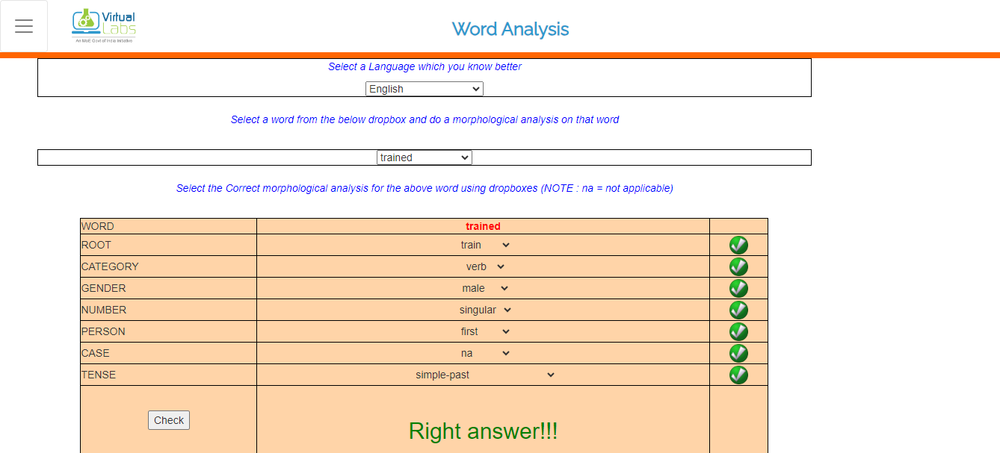 Virtual
Labs
An MoE Govt of India Initiative
Word Analysis
Select a Language which you know better
English
Select a word from the below dropbox and do a morphological analysis on that word
trained
Select the Correct morphological analysis for the above word using dropboxes (NOTE : na = not applicable)
WORD trained
ROOT train
CATEGORY verb
GENDER male
NUMBER singular
PERSON first
CASE na
TENSE simple-past
Check
Right answer!!!